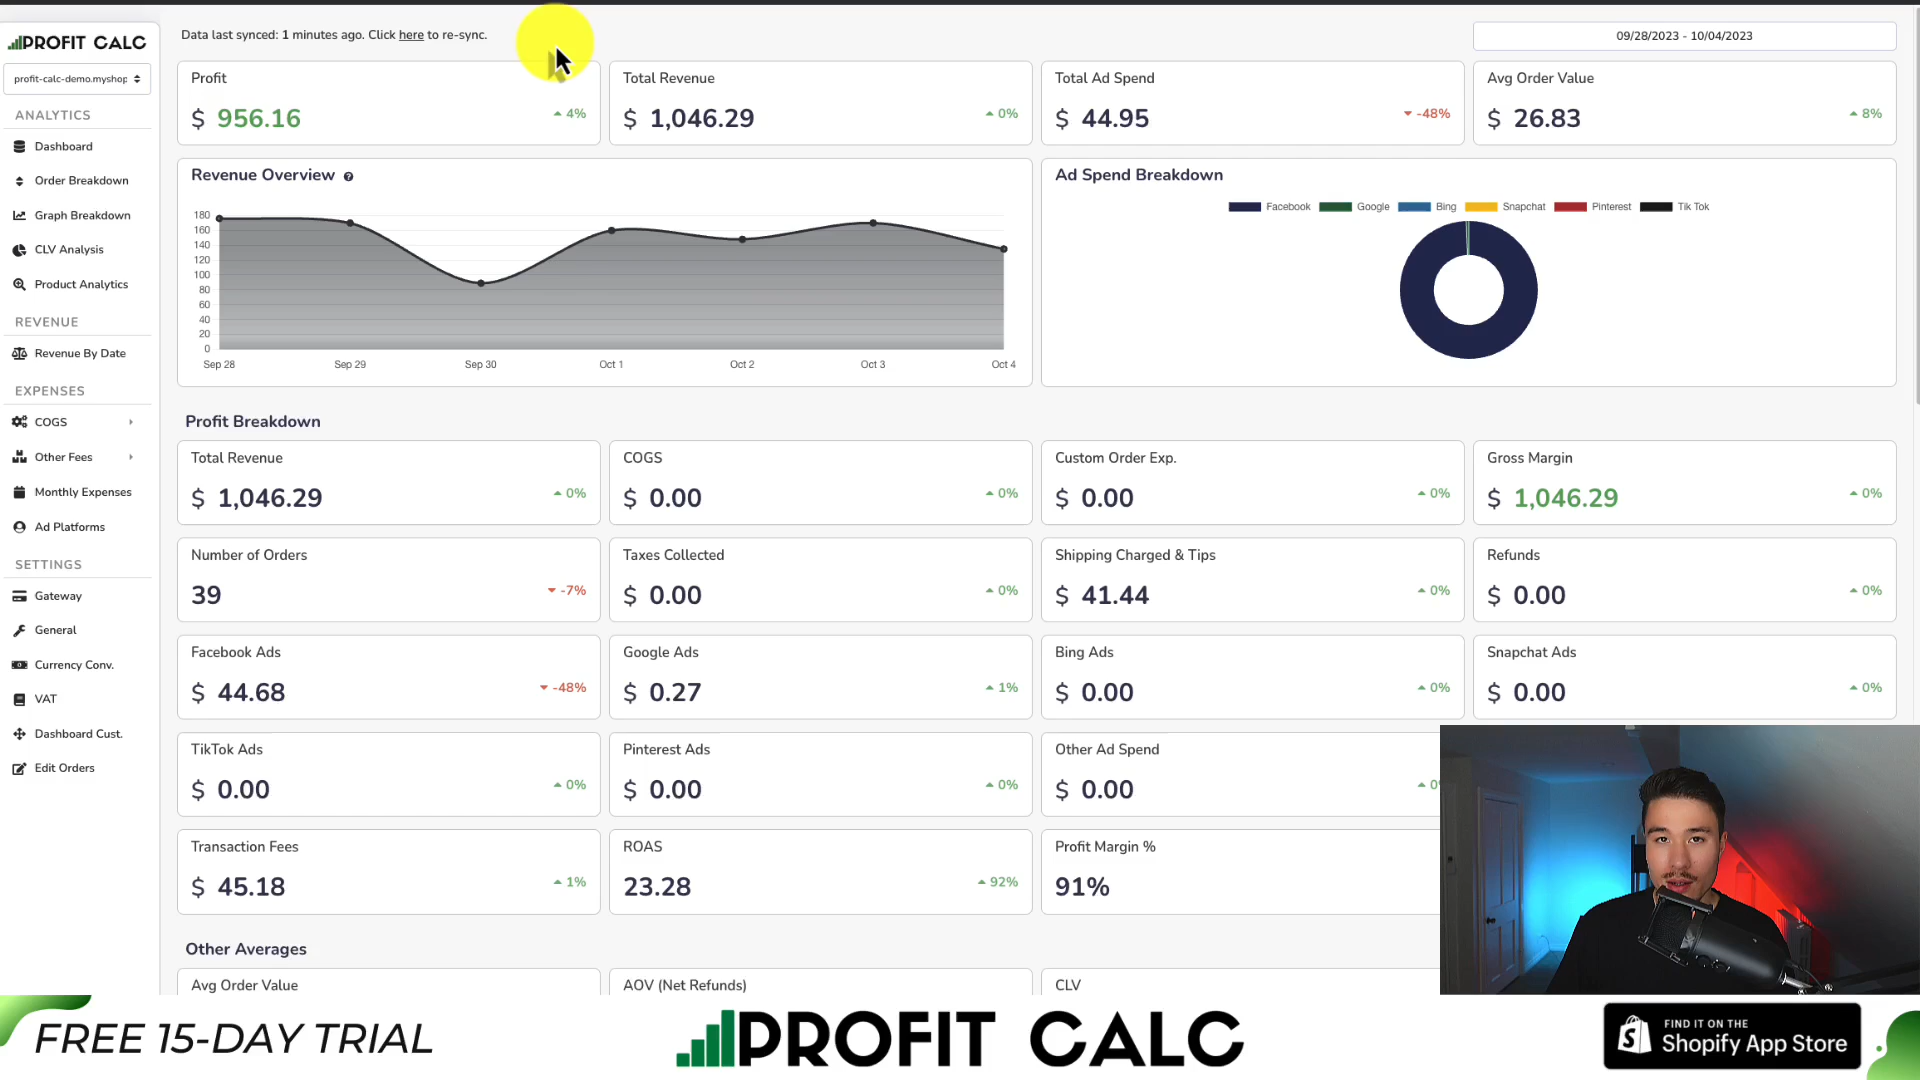 PROFIT CALC
profit-calc-demo.myshop
ANALYTICS
Dashboard
Order Breakdown
Graph Breakdown
CLV Analysis
Product Analytics
REVENUE
Revenue By Date
EXPENSES
COGS
Other Fees
Monthly Expenses
Ad Platforms
SETTINGS
Gateway
General
Currency Conv.
VAT
Dashboard Cust.
Edit Orders
Data last synced: 1 minutes ago. Click here to re-sync.
09/28/2023 - 10/04/2023
Profit
$ 956.16
4%
Total Revenue
$ 1,046.29
0%
Total Ad Spend
$ 44.95
-48%
Avg Order Value
$ 26.83
8%
Revenue Overview ?
180
160
140
120
100
80
60
40
20
0
Sep 28 Sep 29 Sep 30 Oct 1 Oct 2 Oct 3 Oct 4
Ad Spend Breakdown
Facebook Google Bing Snapchat Pinterest Tik Tok
Profit Breakdown
Total Revenue
$ 1,046.29
0%
COGS
$ 0.00
0%
Custom Order Exp.
$ 0.00
0%
Gross Margin
$ 1,046.29
0%
Number of Orders
39
-7%
Taxes Collected
$ 0.00
0%
Shipping Charged & Tips
$ 41.44
0%
Refunds
$ 0.00
0%
Facebook Ads
$ 44.68
-48%
Google Ads
$ 0.27
1%
Bing Ads
$ 0.00
0%
Snapchat Ads
$ 0.00
0%
TikTok Ads
$ 0.00
0%
Pinterest Ads
$ 0.00
0%
Other Ad Spend
$ 0.00
0
Transaction Fees
$ 45.18
1%
ROAS
23.28
92%
Profit Margin %
91%
Other Averages
Avg Order Value
AOV (Net Refunds)
CLV
FREE 15-DAY TRIAL
PROFIT CALC
FIND IT ON THE
Shopify App Store